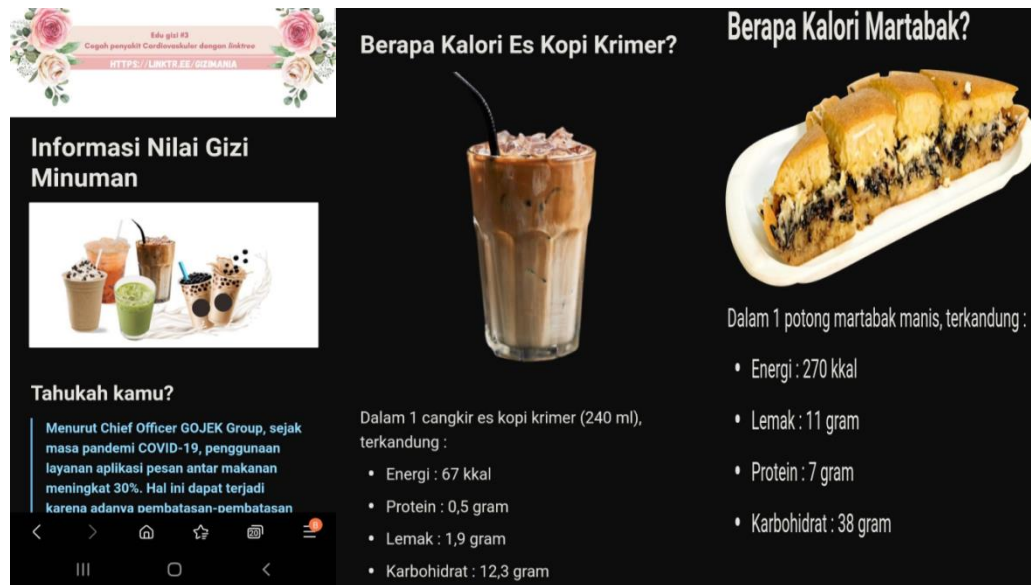 Edu gizi #3
Cegah penyakit Cardiovaskuler dengan linktree
HTTPS://LINKTR.EE/GIZIMANIA
Informasi Nilai Gizi
Minuman
Tahukah kamu?
Menurut Chief Officer GOJEK Group, sejak
masa pandemi COVID-19, penggunaan
layanan aplikasi pesan antar makanan
meningkat 30%. Hal ini dapat terjadi
karena adanya pembatasan-pembatasan
20
8
Berapa Kalori Es Kopi Krimer?
Dalam 1 cangkir es kopi krimer (240 ml),
terkandung :
• Energi : 67 kkal
• Protein : 0,5 gram
• Lemak : 1,9 gram
• Karbohidrat : 12,3 gram
Berapa Kalori Martabak?
Dalam 1 potong martabak manis, terkandung :
• Energi : 270 kkal
• Lemak : 11 gram
• Protein : 7 gram
• Karbohidrat : 38 gram